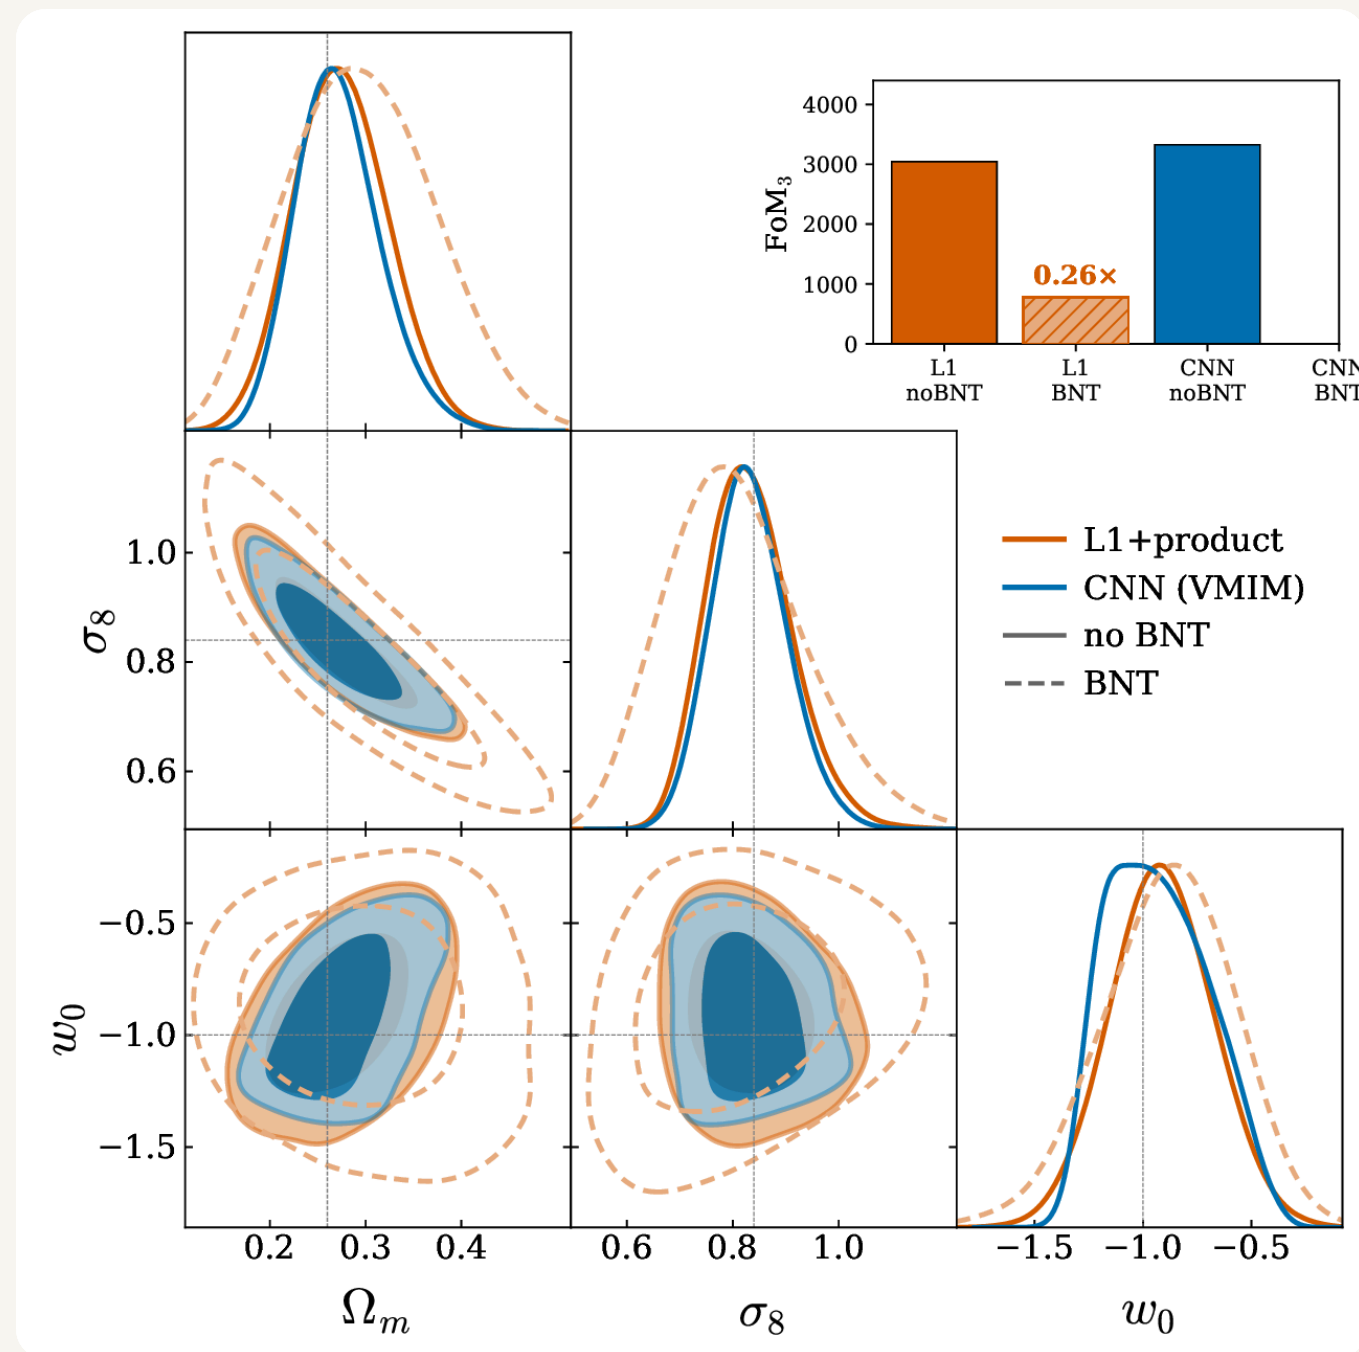 4000
3000
2000
1000
0
FoM₃
0.26×
L1
noBNT
L1
BNT
CNN
noBNT
CNN
BNT
L1+product
CNN (VMIM)
no BNT
BNT
1.0
0.8
0.6
σ₈
−0.5
−1.0
−1.5
w₀
0.2 0.3 0.4
0.6 0.8 1.0
−1.5 −1.0 −0.5
Ωₘ
σ₈
w₀